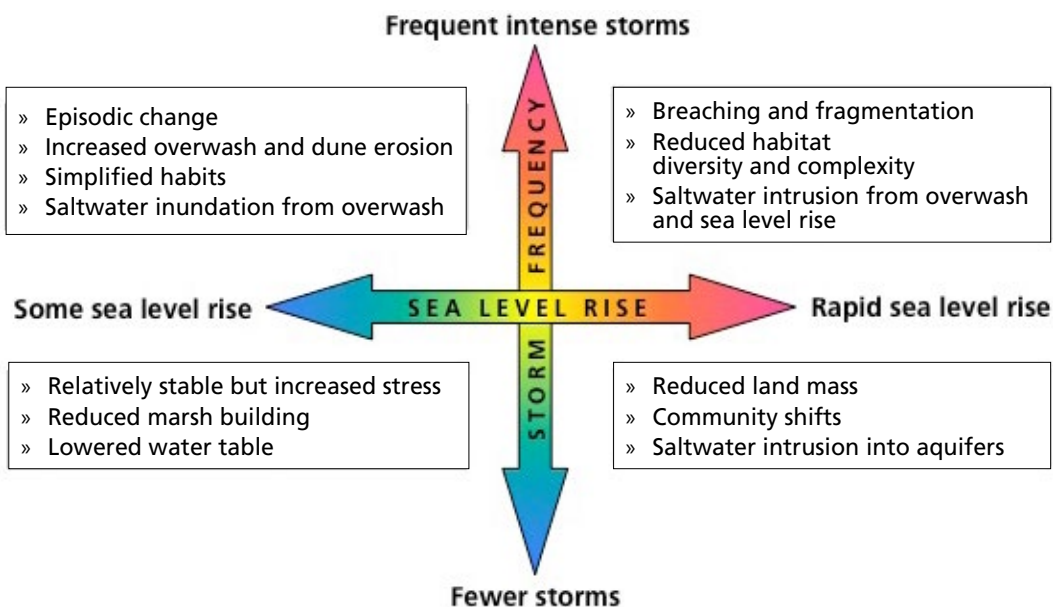 Frequent intense storms
» Episodic change
» Increased overwash and dune erosion
» Simplified habits
» Saltwater inundation from overwash
» Breaching and fragmentation
» Reduced habitat
diversity and complexity
» Saltwater intrusion from overwash
and sea level rise
Some sea level rise
SEA LEVEL RISE
Rapid sea level rise
STORM FREQUENCY
» Relatively stable but increased stress
» Reduced marsh building
» Lowered water table
» Reduced land mass
» Community shifts
» Saltwater intrusion into aquifers
Fewer storms